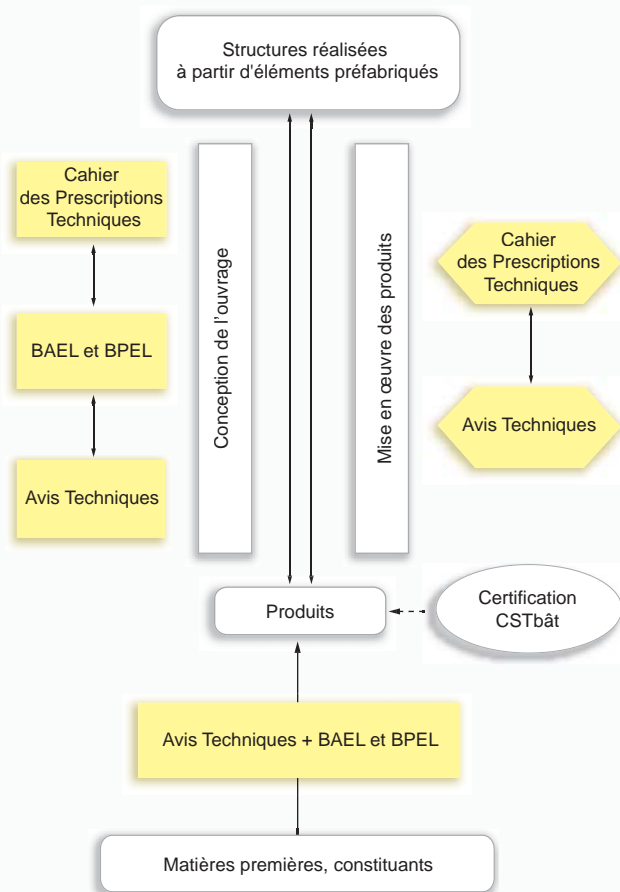 Structures réalisées
à partir d'éléments préfabriqués
Cahier
des Prescriptions
Techniques
BAEL et BPEL
Avis Techniques
Conception de l'ouvrage
Mise en œuvre des produits
Cahier
des Prescriptions
Techniques
Avis Techniques
Produits
Certification
CSTbât
Avis Techniques + BAEL et BPEL
Matières premières, constituants